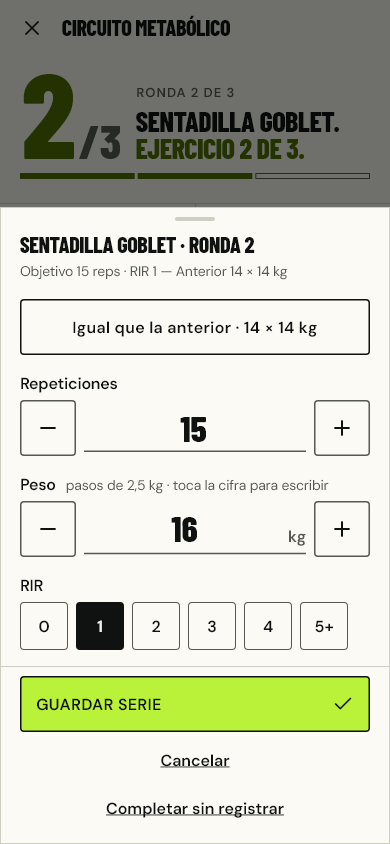 CIRCUITO METABÓLICO
2/3
RONDA 2 DE 3
SENTADILLA GOBLET.
EJERCICIO 2 DE 3.
SENTADILLA GOBLET · RONDA 2
Objetivo 15 reps · RIR 1 — Anterior 14 × 14 kg
Igual que la anterior · 14 × 14 kg
Repeticiones
− 15 +
Peso pasos de 2,5 kg · toca la cifra para escribir
− 16 kg +
RIR
0 1 2 3 4 5+
GUARDAR SERIE
Cancelar
Completar sin registrar